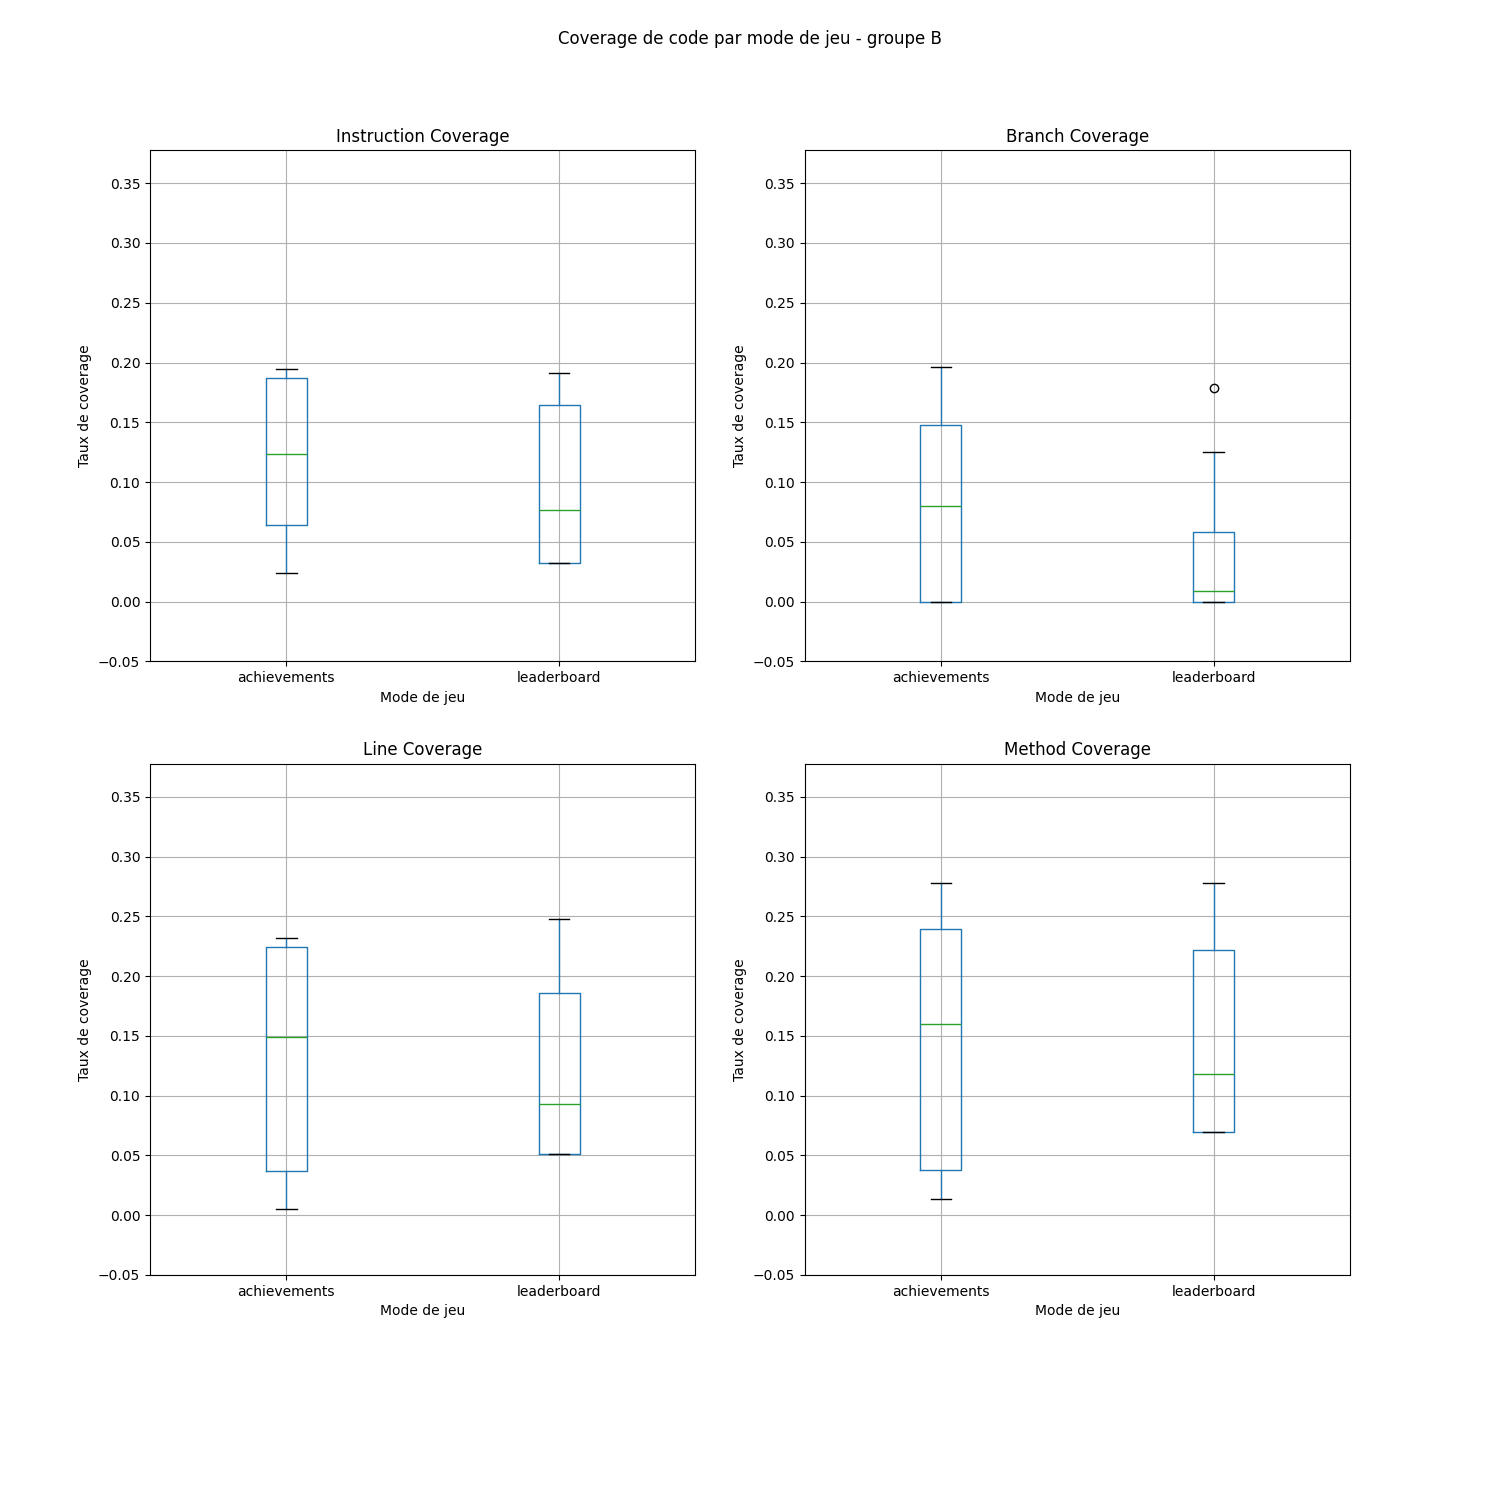 Coverage de code par mode de jeu - groupe B
Instruction Coverage
0.35
0.30
0.25
0.20
0.15
0.10
0.05
0.00
−0.05
Taux de coverage
achievements leaderboard
Mode de jeu
Branch Coverage
0.35
0.30
0.25
0.20
0.15
0.10
0.05
0.00
−0.05
Taux de coverage
achievements leaderboard
Mode de jeu
Line Coverage
0.35
0.30
0.25
0.20
0.15
0.10
0.05
0.00
−0.05
Taux de coverage
achievements leaderboard
Mode de jeu
Method Coverage
0.35
0.30
0.25
0.20
0.15
0.10
0.05
0.00
−0.05
Taux de coverage
achievements leaderboard
Mode de jeu